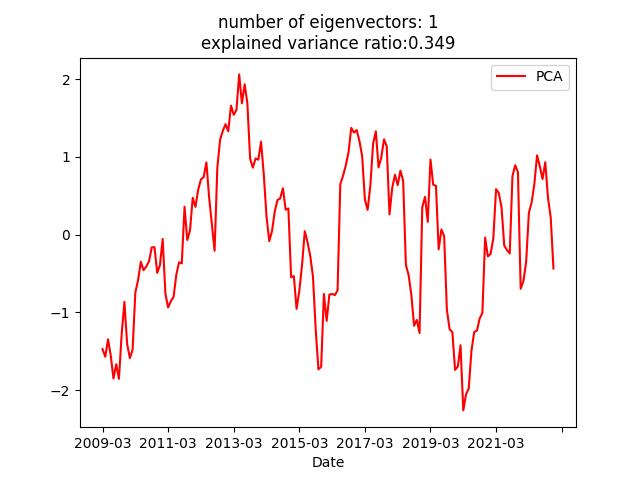 number of eigenvectors: 1
explained variance ratio:0.349
PCA
2
1
0
−1
−2
2009-03 2011-03 2013-03 2015-03 2017-03 2019-03 2021-03
Date